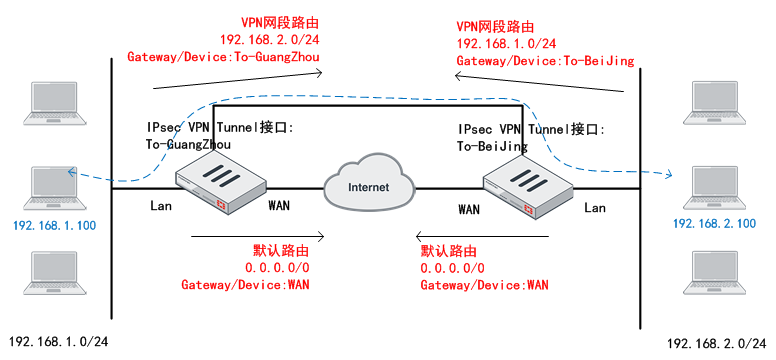 VPN网段路由
192.168.2.0/24
Gateway/Device:To-GuangZhou
VPN网段路由
192.168.1.0/24
Gateway/Device:To-BeiJing
IPsec VPN Tunnel接口:
To-GuangZhou
IPsec VPN Tunnel接口:
To-BeiJing
Internet
Lan
WAN
WAN
Lan
192.168.1.100
192.168.2.100
默认路由
0.0.0.0/0
Gateway/Device:WAN
默认路由
0.0.0.0/0
Gateway/Device:WAN
192.168.1.0/24
192.168.2.0/24